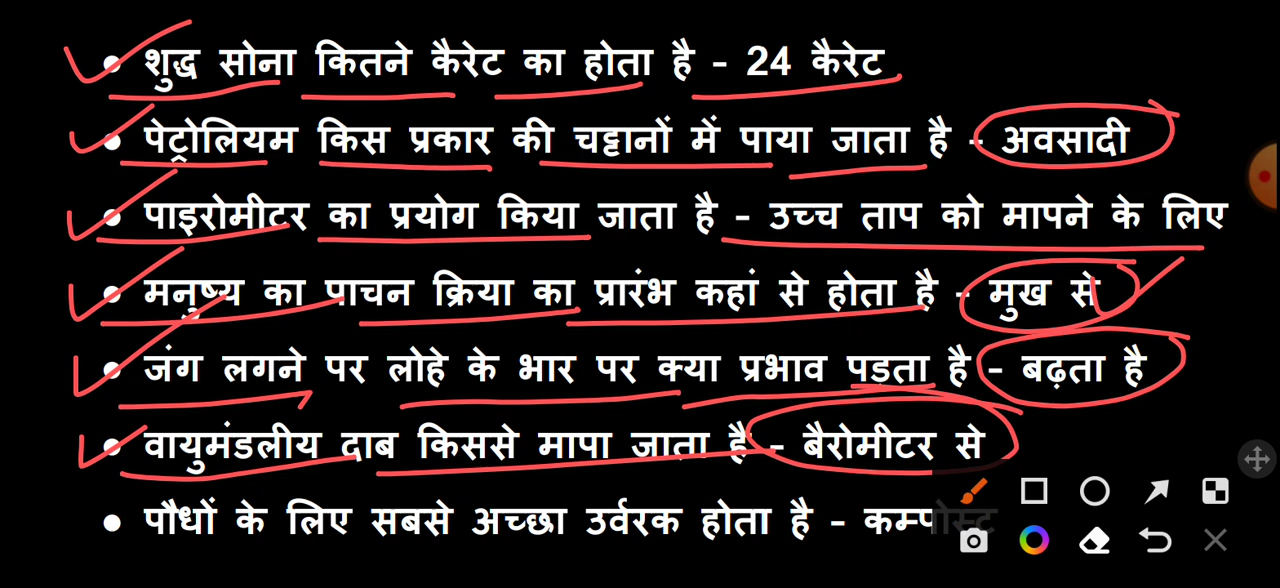 • शुद्ध सोना कितने कैरेट का होता है - 24 कैरेट
• पेट्रोलियम किस प्रकार की चट्टानों में पाया जाता है - अवसादी
• पाइरोमीटर का प्रयोग किया जाता है - उच्च ताप को मापने के लिए
• मनुष्य का पाचन क्रिया का प्रारंभ कहां से होता है - मुख से
• जंग लगने पर लोहे के भार पर क्या प्रभाव पड़ता है - बढ़ता है
• वायुमंडलीय दाब किससे मापा जाता है - बैरोमीटर से
• पौधों के लिए सबसे अच्छा उर्वरक होता है - कम्पोस्ट